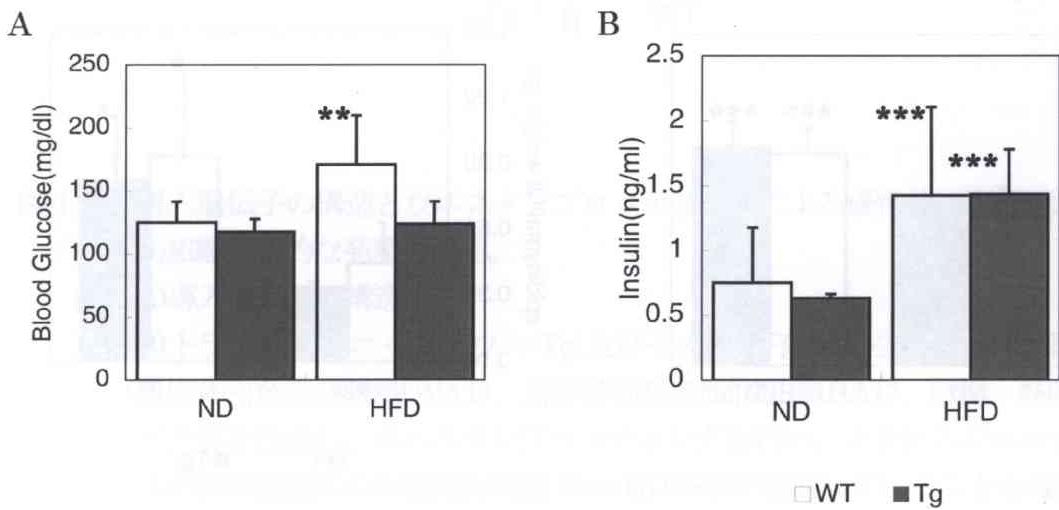 A
B
250
200
150
100
50
0
Blood Glucose(mg/dl)
**
ND
HFD
2.5
2
1.5
1
0.5
0
Insulin(ng/ml)
***
***
ND
HFD
WT
Tg